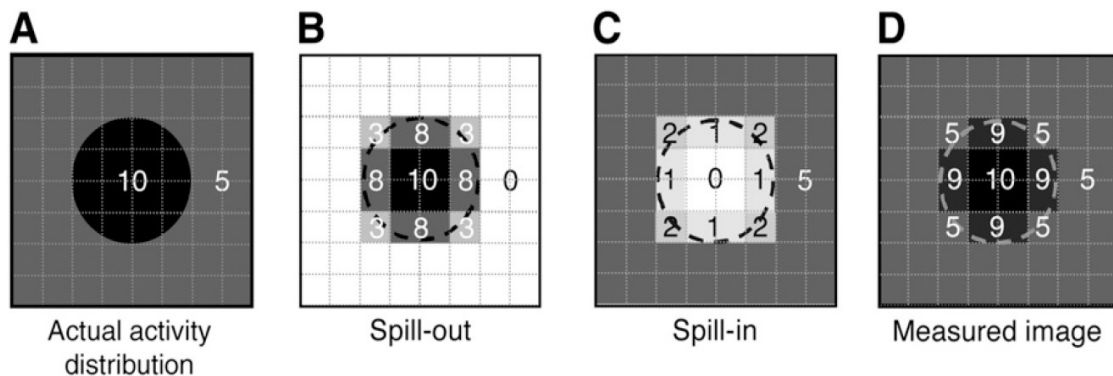 A
B
C
D
10 5
3 8 3
8 10 8 0
3 8 3
2 1 2
1 0 1 5
2 1 2
5 9 5
9 10 9 5
5 9 5
Actual activity
distribution
Spill-out
Spill-in
Measured image